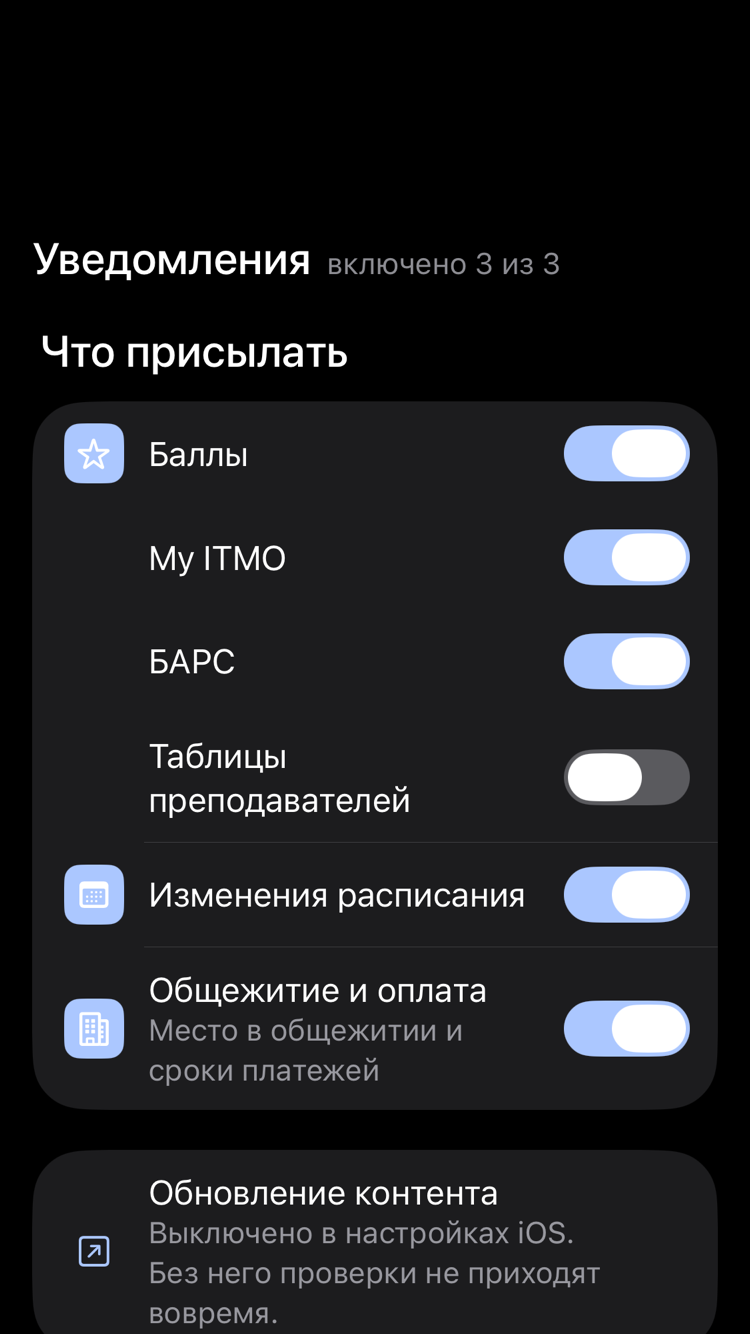 Уведомления включено 3 из 3
Что присылать
Баллы
My ITMO
БАРС
Таблицы
преподавателей
Изменения расписания
Общежитие и оплата
Место в общежитии и
сроки платежей
Обновление контента
Выключено в настройках iOS.
Без него проверки не приходят
вовремя.